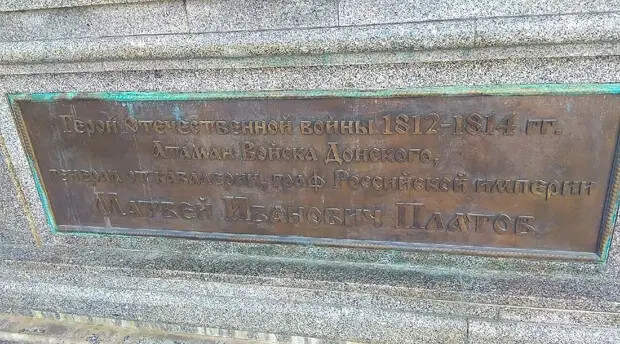 Герой Отечественной войны 1812-1814 гг.
Атаман Войска Донского,
генерал от кавалерии, граф Российской империи
Матвей Иванович Платов